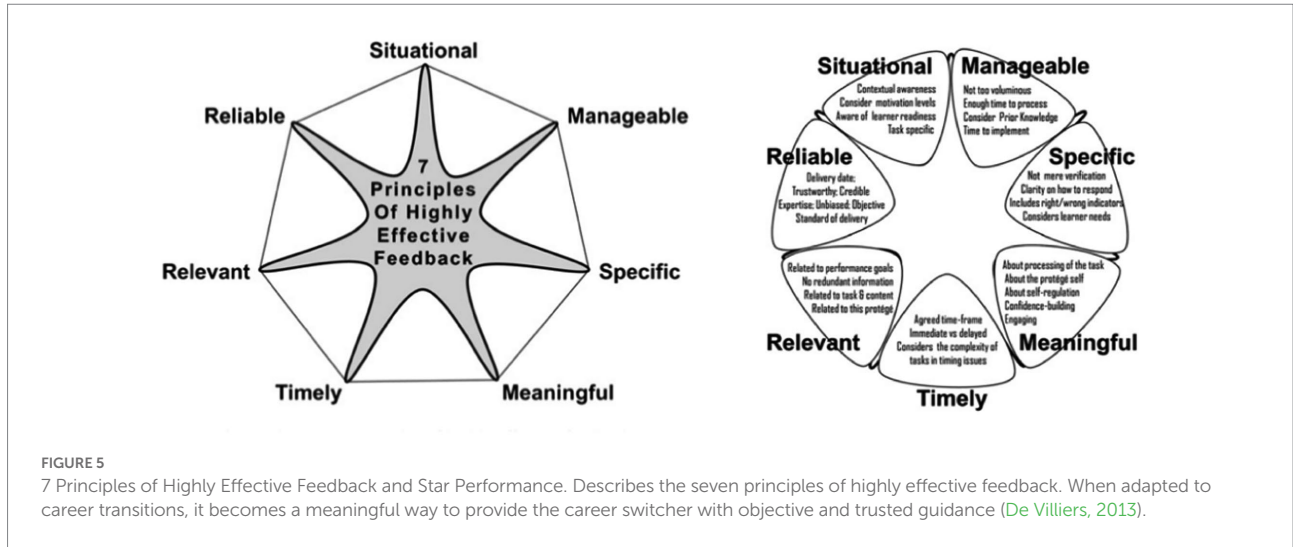 Situational
Reliable
Manageable
7
Principles
Of Highly
Effective
Feedback
Relevant
Specific
Timely
Meaningful
Situational
Contextual awareness
Consider motivation levels
Aware of learner readiness
Task specific
Manageable
Not too voluminous
Enough time to process
Consider Prior Knowledge
Time to implement
Reliable
Delivery date;
Trustworthy; Credible
Expertise; Unbiased; Objective
Standard of delivery
Specific
Not mere verification
Clarity on how to respond
Includes right/wrong indicators
Considers learner needs
Related to performance goals
No redundant information
Related to task & content
Related to this protégé
Relevant
About processing of the task
About the protégé self
About self-regulation
Confidence-building
Engaging
Meaningful
Agreed time-frame
Immediate vs delayed
Considers the complexity of
tasks in timing issues
Timely
FIGURE 5
7 Principles of Highly Effective Feedback and Star Performance. Describes the seven principles of highly effective feedback. When adapted to
career transitions, it becomes a meaningful way to provide the career switcher with objective and trusted guidance (De Villiers, 2013).